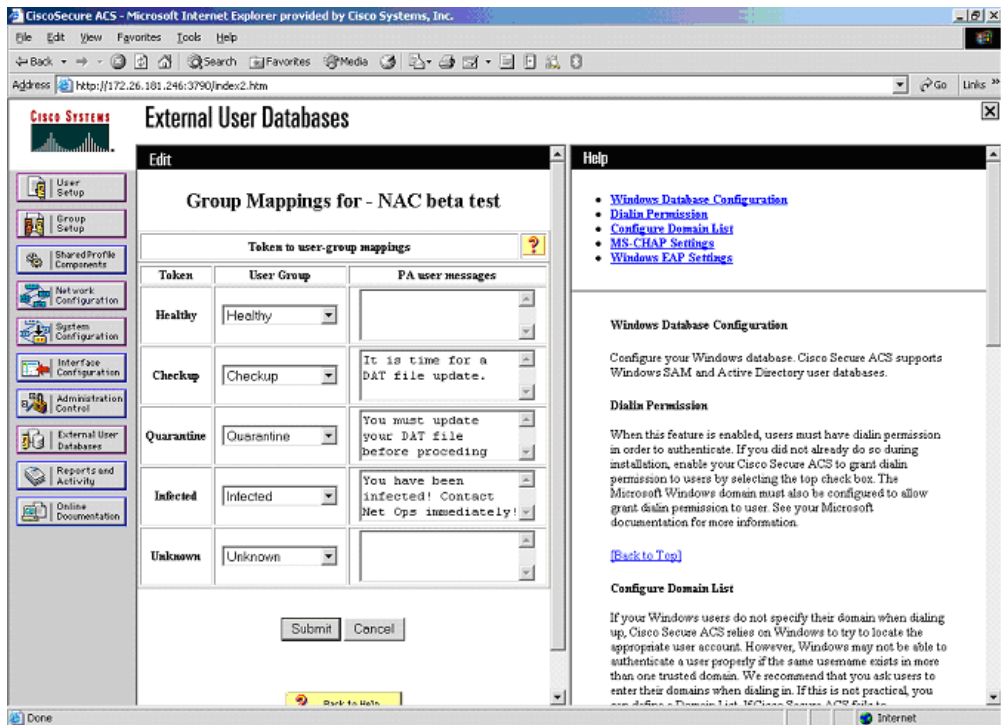 CiscoSecure ACS - Microsoft Internet Explorer provided by Cisco Systems, Inc.
File Edit View Favorites Tools Help
Back Search Favorites Media
Address http://172.26.181.246:3790/index2.htm Go Links »
CISCO SYSTEMS
External User Databases
User Setup
Group Setup
Shared Profile Components
Network Configuration
System Configuration
Interface Configuration
Administration Control
External User Databases
Reports and Activity
Online Documentation
Edit
Group Mappings for - NAC beta test
Token to user-group mappings ?
Token User Group PA user messages
Healthy Healthy
Checkup Checkup
It is time for a
DAT file update.
Quarantine Quarantine
You must update
your DAT file
before proceding
Infected Infected
You have been
infected! Contact
Net Ops immediately!
Unknown Unknown
Submit Cancel
? Back to Help
Help
Windows Database Configuration
Dialin Permission
Configure Domain List
MS-CHAP Settings
Windows EAP Settings
Windows Database Configuration
Configure your Windows database. Cisco Secure ACS supports
Windows SAM and Active Directory user databases.
Dialin Permission
When this feature is enabled, users must have dialin permission
in order to authenticate. If you did not already do so during
installation, enable your Cisco Secure ACS to grant dialin
permission to users by selecting the top check box. The
Microsoft Windows domain must also be configured to allow
grant dialin permission to user. See your Microsoft
documentation for more information.
[Back to Top]
Configure Domain List
If your Windows users do not specify their domain when dialing
up, Cisco Secure ACS relies on Windows to try to locate the
appropriate user account. However, Windows may not be able to
authenticate a user properly if the same username exists in more
than one trusted domain. We recommend that you ask users to
enter their domains when dialing in. If this is not practical, you
can define a Domain List. If Cisco Secure ACS fails to
Done
Internet